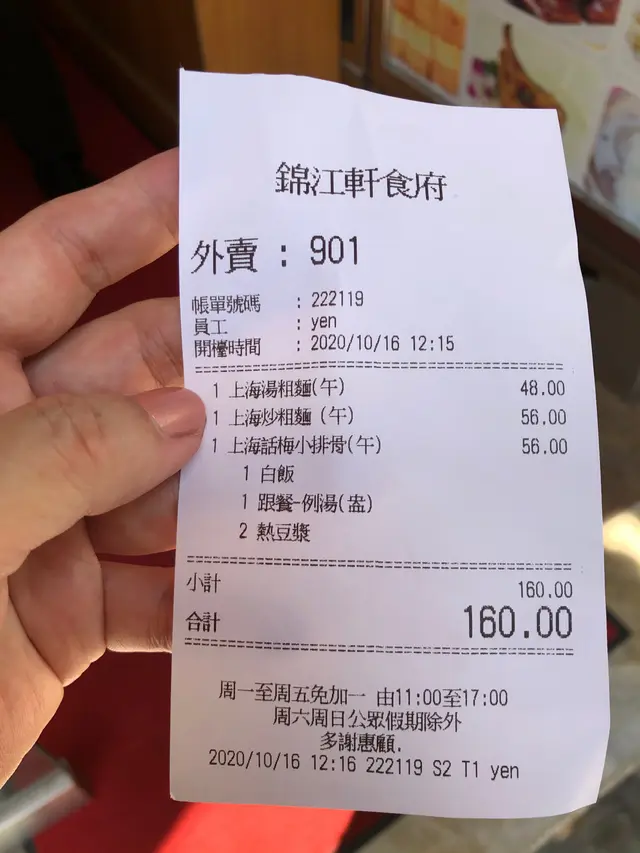 錦江軒食府
外賣 : 901
帳單號碼 : 222119
員工 : yen
開檯時間 : 2020/10/16 12:15
1 上海湯粗麵(午) 48.00
1 上海炒粗麵 (午) 56.00
1 上海話梅小排骨(午) 56.00
1 白飯
1 跟餐-例湯(盅)
2 熱豆漿
小計 160.00
合計 160.00
周一至周五免加一 由11:00至17:00
周六周日公眾假期除外
多謝惠顧.
2020/10/16 12:16 222119 S2 T1 yen